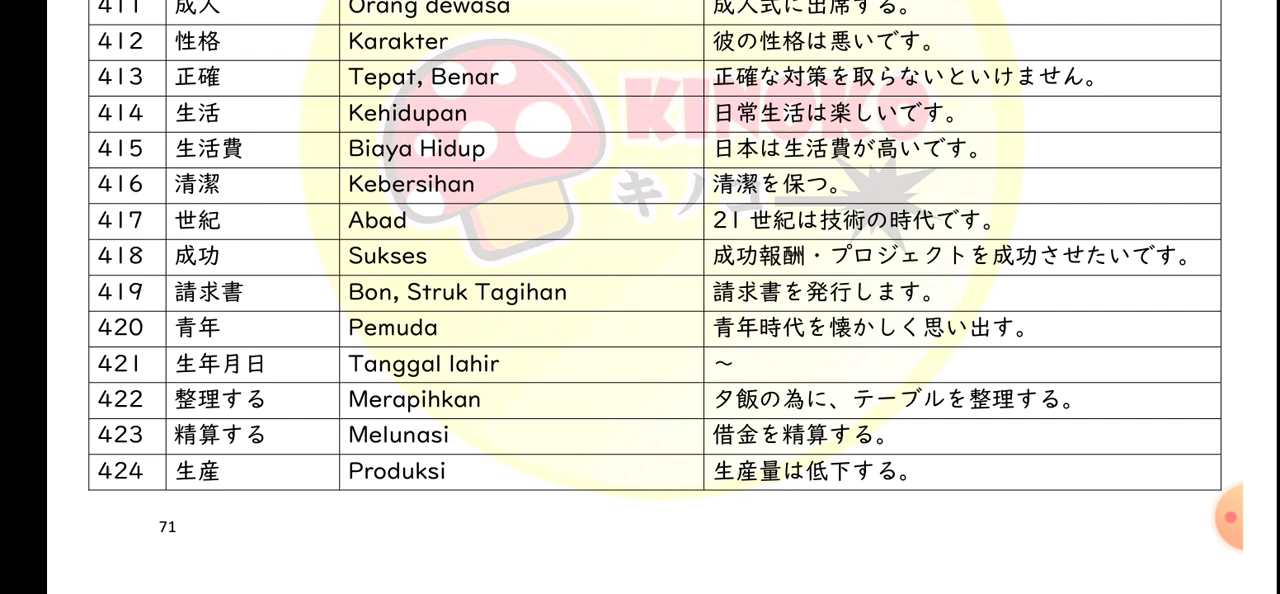 411 成人 Orang dewasa 成人式に出席する。
412 性格 Karakter 彼の性格は悪いです。
413 正確 Tepat, Benar 正確な対策を取らないといけません。
414 生活 Kehidupan 日常生活は楽しいです。
415 生活費 Biaya Hidup 日本は生活費が高いです。
416 清潔 Kebersihan 清潔を保つ。
417 世紀 Abad 21世紀は技術の時代です。
418 成功 Sukses 成功報酬・プロジェクトを成功させたいです。
419 請求書 Bon, Struk Tagihan 請求書を発行します。
420 青年 Pemuda 青年時代を懐かしく思い出す。
421 生年月日 Tanggal lahir ～
422 整理する Merapihkan 夕飯の為に、テーブルを整理する。
423 精算する Melunasi 借金を精算する。
424 生産 Produksi 生産量は低下する。
KINOKO
キノコ
71